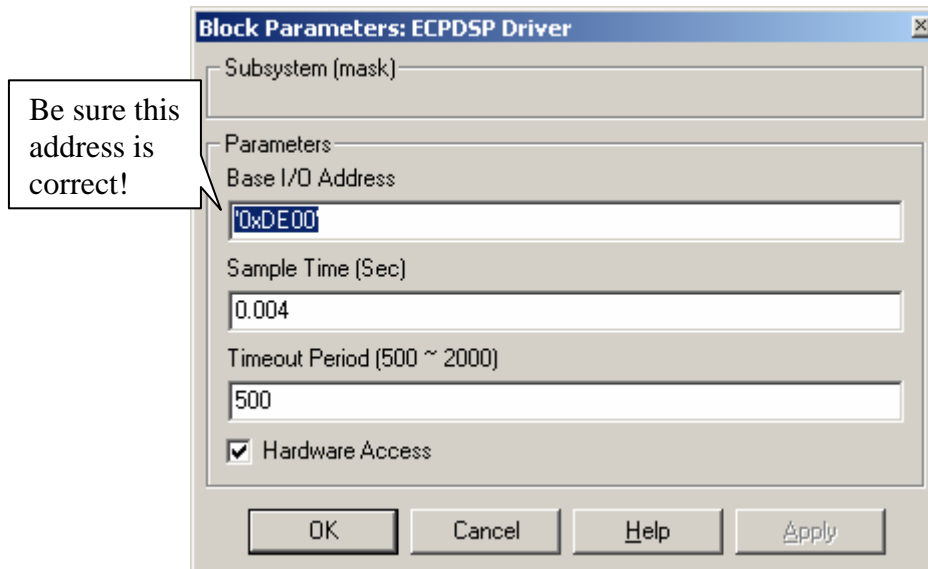 Block Parameters: ECPDSP Driver
Subsystem (mask)
Be sure this
address is
correct!
Parameters
Base I/O Address
'0xDE00'
Sample Time (Sec)
0.004
Timeout Period (500 ~ 2000)
500
Hardware Access
OK
Cancel
Help
Apply